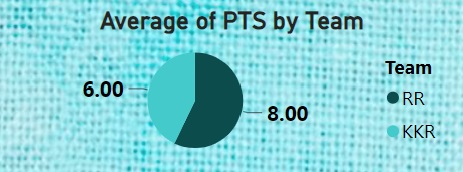 Average of PTS by Team
6.00
8.00
Team
RR
KKR